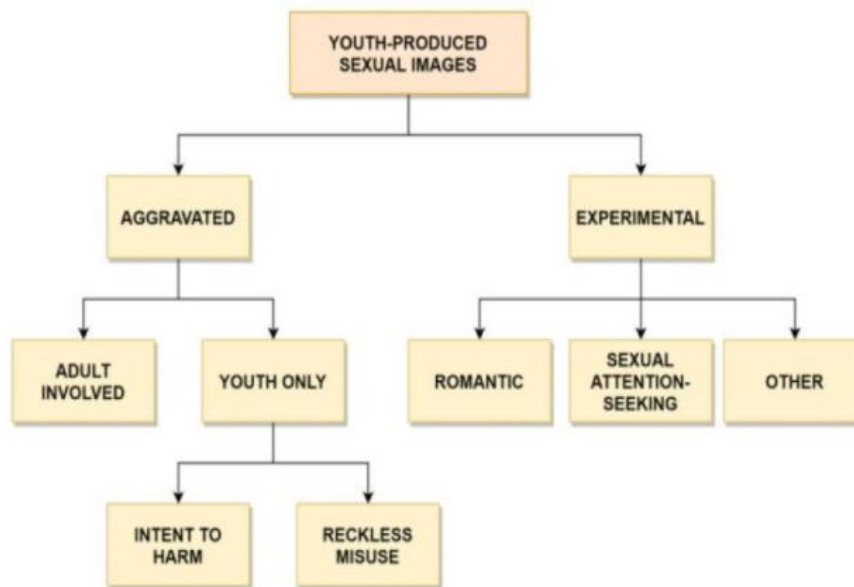 YOUTH-PRODUCED
SEXUAL IMAGES
AGGRAVATED
EXPERIMENTAL
ADULT
INVOLVED
YOUTH ONLY
ROMANTIC
SEXUAL
ATTENTION-
SEEKING
OTHER
INTENT TO
HARM
RECKLESS
MISUSE